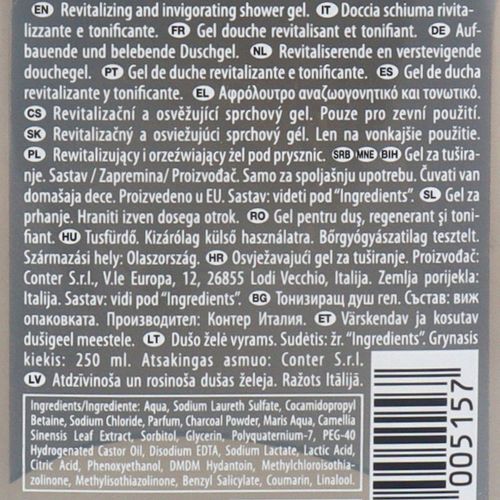 EN Revitalizing and invigorating shower gel. IT Doccia schiuma rivita-
lizzante e tonificante. FR Gel douche revitalisant et tonifiant. DE Auf-
bauende und belebende Duschgel. NL Revitaliserende en verstevigende
douchegel. PT Gel de duche revitalizante e tonificante. ES Gel de ducha
revitalizante y tonificante. EL Αφρόλουτρο αναζωογονητικό και τονωτικό.
CS Revitalizační a osvěžující sprchový gel. Pouze pro zevní použití.
SK Revitalizačný a osviežujúci sprchový gél. Len na vonkajšie použitie.
PL Rewitalizujący i orzeźwiający żel pod prysznic. SRB MNE BIH Gel za tušira-
nje. Sastav / Zapremina/ Proizvođač. Samo za spoljašnju upotrebu. Čuvati van
domašaja dece. Proizvedeno u EU. Sastav: videti pod "Ingredients". SL Gel za
prhanje. Hraniti izven dosega otrok. RO Gel pentru duş, regenerant şi toni-
fiant. HU Tusfürdő. Kizárólag külső használatra. Bőrgyógyászatilag tesztelt.
Származási hely: Olaszország. HR Osvježavajući gel za tuširanje. Proizvođač:
Conter S.r.l., V.le Europa, 12, 26855 Lodi Vecchio, Italija. Zemlja porijekla:
Italija. Sastav: vidi pod "Ingredients". BG Тонизиращ душ гел. Състав: виж
опаковката. Производител: Контер Италия. ET Värskendav ja kosutav
dušigeel meestele. LT Dušo želė vyrams. Sudėtis: žr. "Ingredients". Grynasis
kiekis: 250 ml. Atsakingas asmuo: Conter S.r.l.
LV Atdzīvinoša un rosinoša dušas želeja. Ražots Itālijā.
Ingredients/Ingrediente: Aqua, Sodium Laureth Sulfate, Cocamidopropyl
Betaine, Sodium Chloride, Parfum, Charcoal Powder, Maris Aqua, Camellia
Sinensis Leaf Extract, Sorbitol, Glycerin, Polyquaternium-7, PEG-40
Hydrogenated Castor Oil, Disodium EDTA, Sodium Lactate, Lactic Acid,
Citric Acid, Phenoxyethanol, DMDM Hydantoin, Methylchloroisothia-
zolinone, Methylisothiazolinone, Benzyl Salicylate, Coumarin, Linalool.
005157